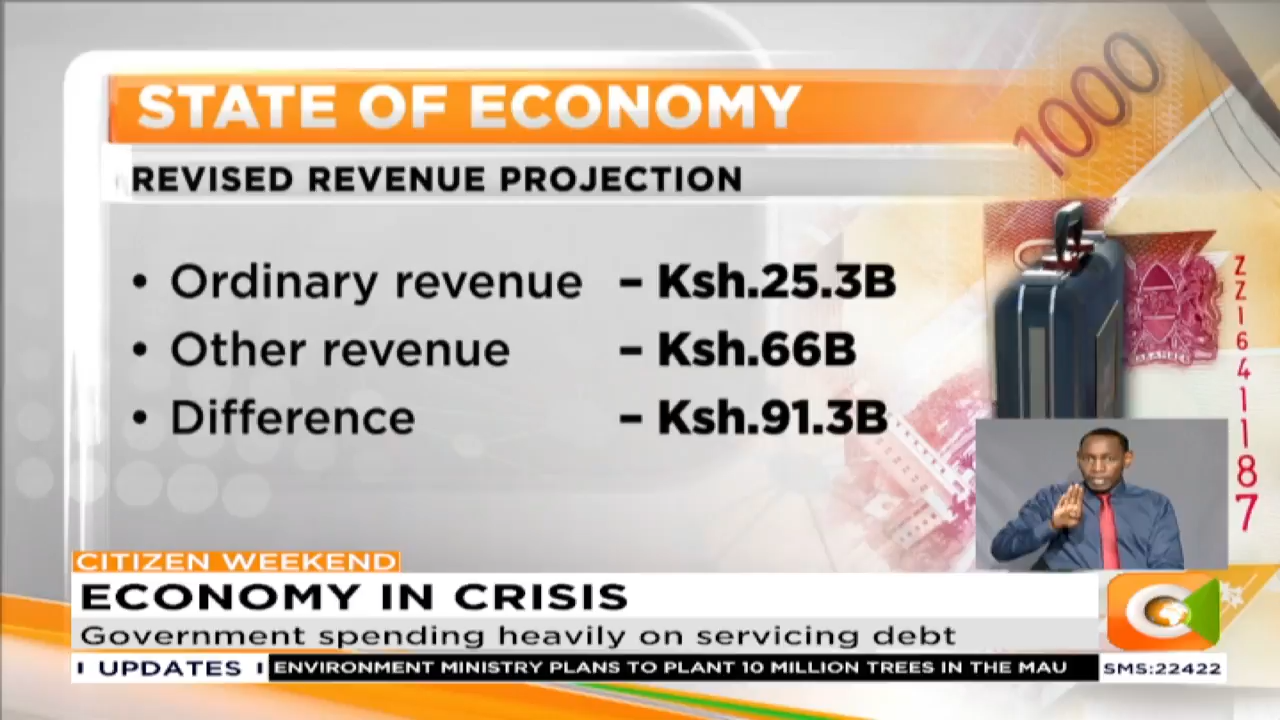 STATE OF ECONOMY
REVISED REVENUE PROJECTION
• Ordinary revenue – Ksh.25.3B
• Other revenue – Ksh.66B
• Difference – Ksh.91.3B
1000
ZZ1641187
CITIZEN WEEKEND
ECONOMY IN CRISIS
Government spending heavily on servicing debt
UPDATES
ENVIRONMENT MINISTRY PLANS TO PLANT 10 MILLION TREES IN THE MAU
SMS:22422